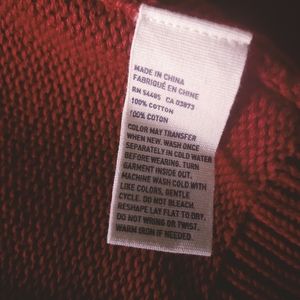 MADE IN CHINA
FABRIQUÉ EN CHINE
RN 54485 CA 03973
100% COTTON
100% COTON
COLOR MAY TRANSFER
WHEN NEW. WASH ONCE
SEPARATELY IN COLD WATER
BEFORE WEARING. TURN
GARMENT INSIDE OUT.
MACHINE WASH COLD WITH
LIKE COLORS, GENTLE
CYCLE. DO NOT BLEACH.
RESHAPE LAY FLAT TO DRY.
DO NOT WRING OR TWIST.
WARM IRON IF NEEDED.